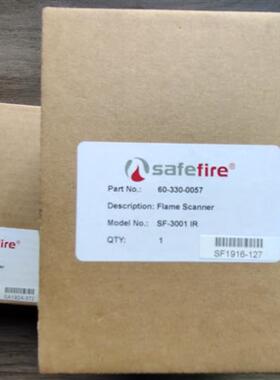 safefire®
Part No.: 60-330-0057
Description: Flame Scanner
Model No.: SF-3001 IR
QTY: 1
SF1916-127
fire®